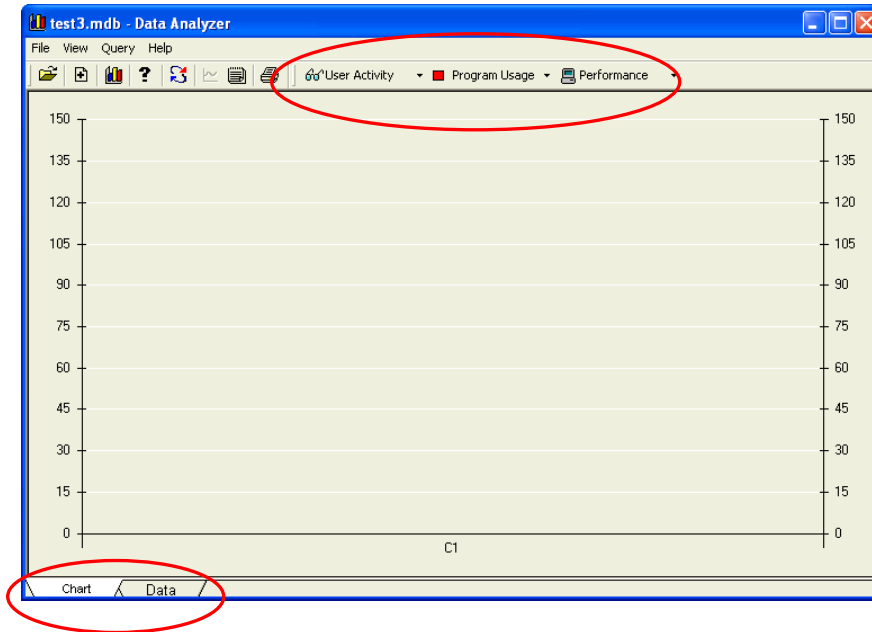 test3.mdb - Data Analyzer
File View Query Help
? User Activity Program Usage Performance
150 150
135 135
120 120
105 105
90 90
75 75
60 60
45 45
30 30
15 15
0 0
C1
Chart Data